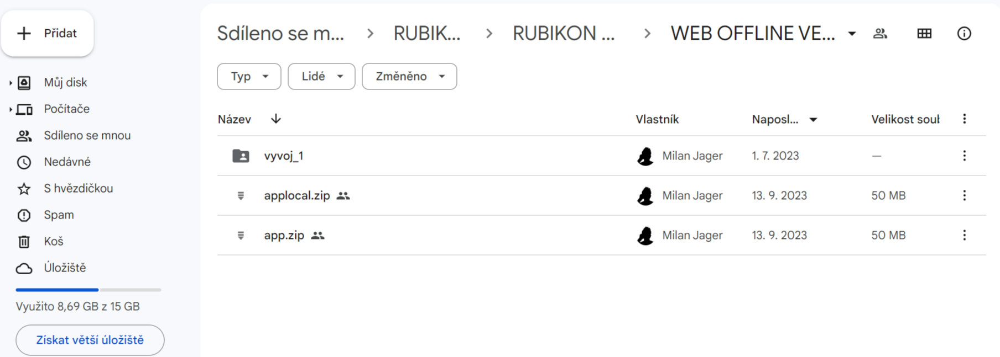 Přidat
Můj disk
Počítače
Sdíleno se mnou
Nedávné
S hvězdičkou
Spam
Koš
Úložiště
Využito 8,69 GB z 15 GB
Získat větší úložiště
Sdíleno se m... RUBIK... RUBIKON ... WEB OFFLINE VE...
Typ Lidé Změněno
Název Vlastník Naposl... Velikost soub
vyvoj_1 Milan Jager 1. 7. 2023 —
applocal.zip Milan Jager 13. 9. 2023 50 MB
app.zip Milan Jager 13. 9. 2023 50 MB